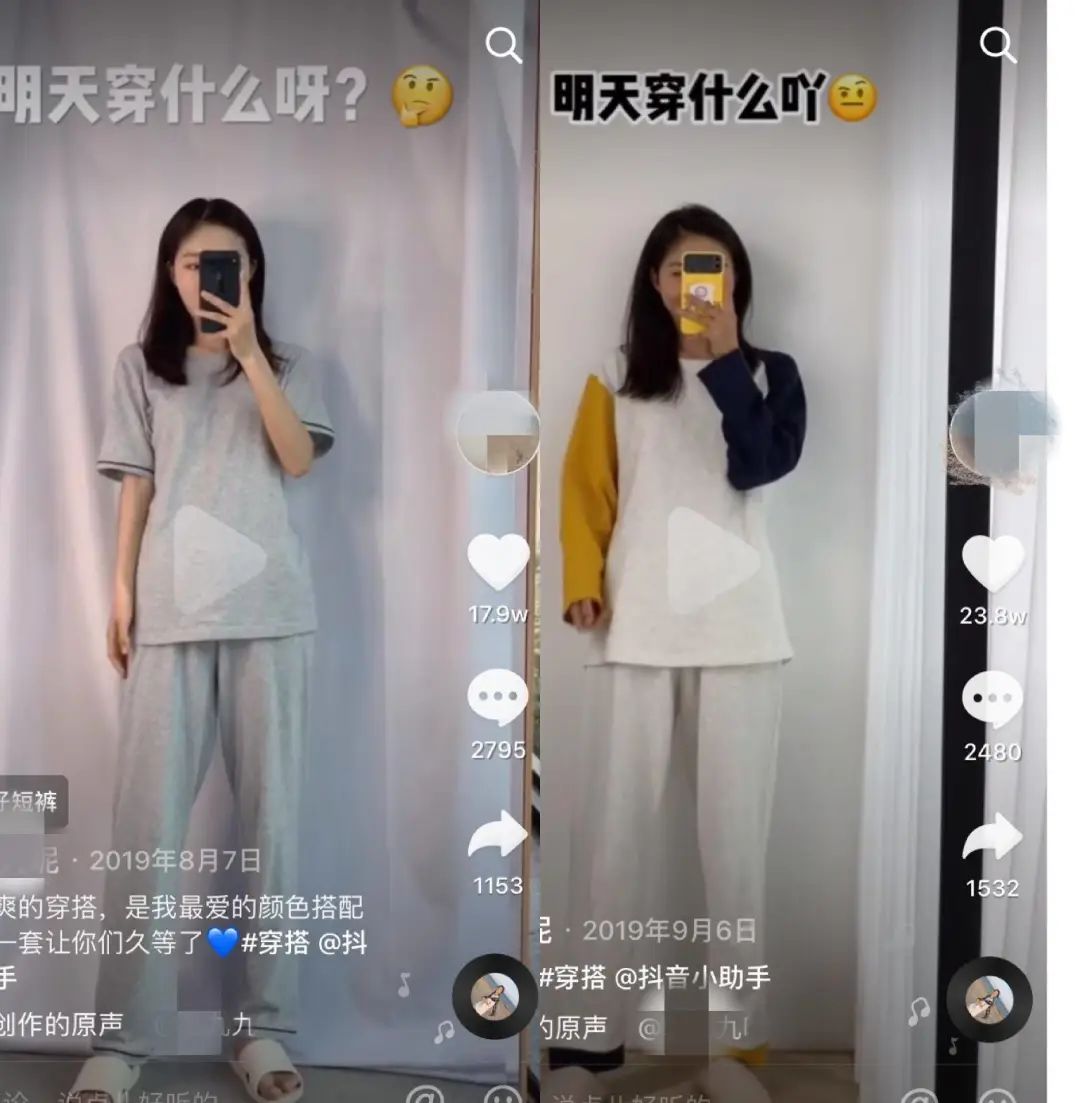 明天穿什么呀？🤔
17.9w
2795
1153
子短裤
尼 · 2019年8月7日
爽的穿搭，是我最爱的颜色搭配
一套让你们久等了💙#穿搭 @抖
手
创作的原声
九
明天穿什么吖🤨
23.8w
2480
1532
尼 · 2019年9月6日
#穿搭 @抖音小助手
的原声 @
九